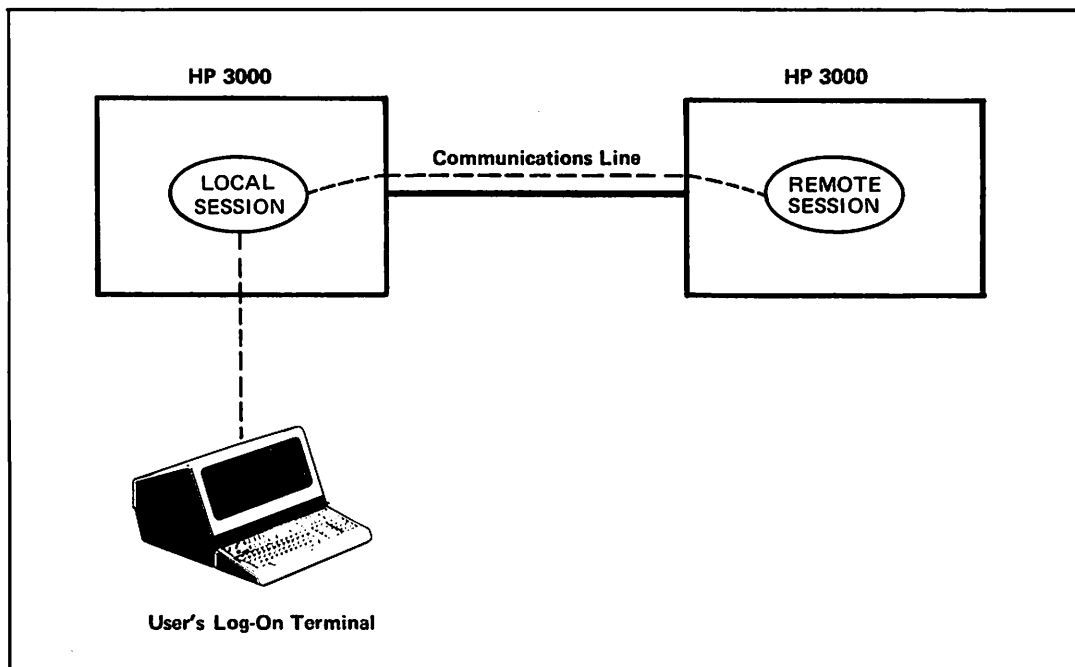 HP 3000
HP 3000
Communications Line
LOCAL
SESSION
REMOTE
SESSION
User's Log-On Terminal